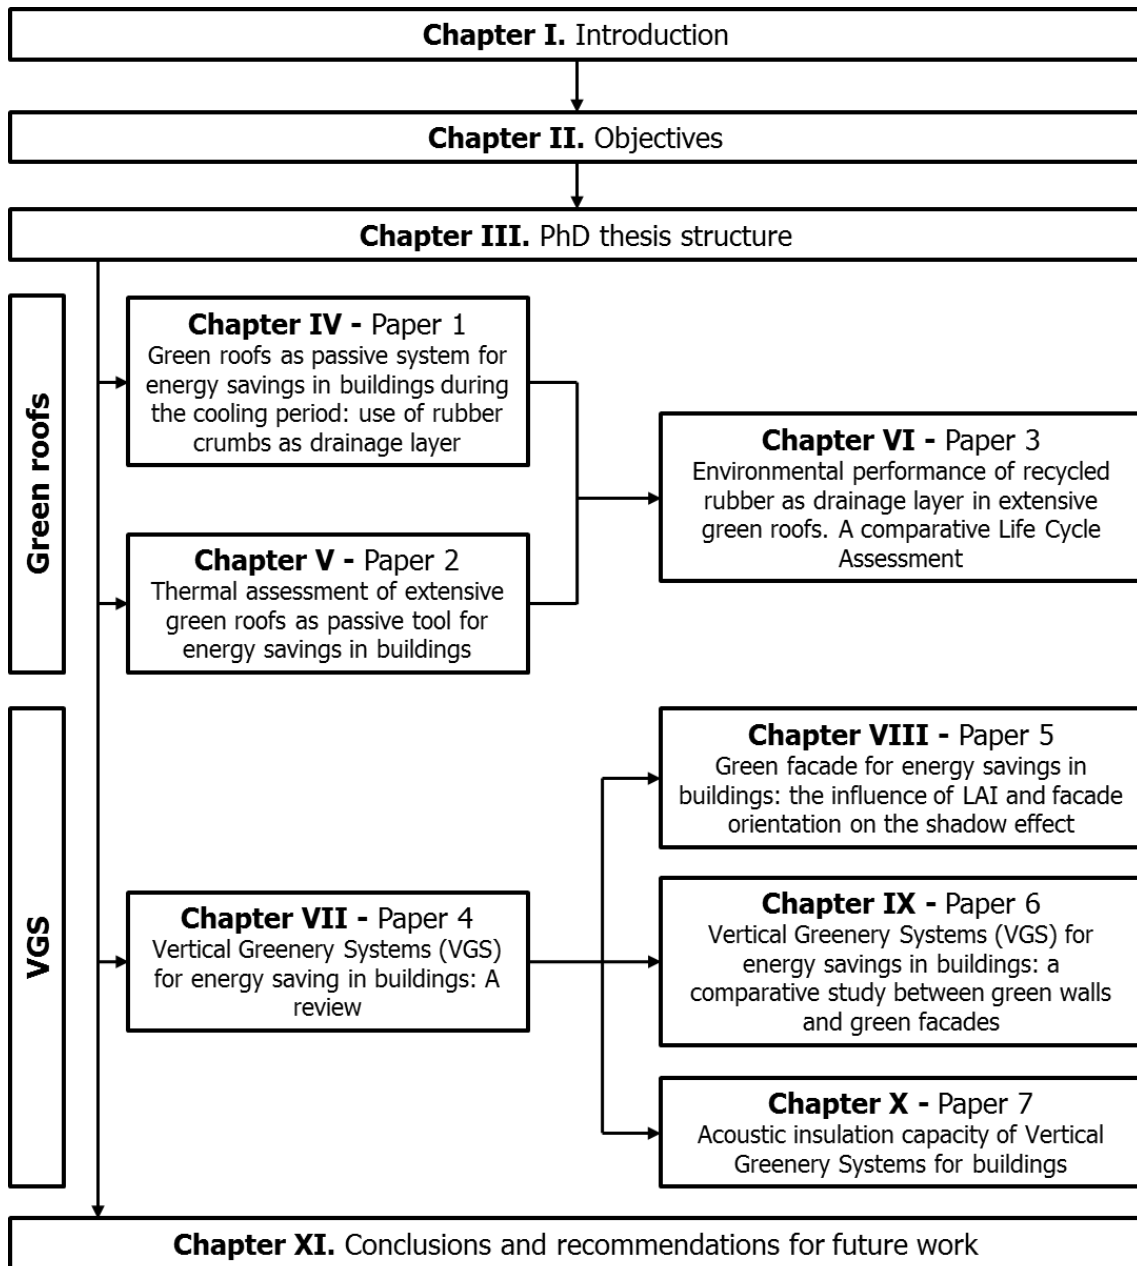 Chapter I. Introduction
Chapter II. Objectives
Chapter III. PhD thesis structure
Green roofs
Chapter IV - Paper 1
Green roofs as passive system for
energy savings in buildings during
the cooling period: use of rubber
crumbs as drainage layer
Chapter V - Paper 2
Thermal assessment of extensive
green roofs as passive tool for
energy savings in buildings
Chapter VI - Paper 3
Environmental performance of recycled
rubber as drainage layer in extensive
green roofs. A comparative Life Cycle
Assessment
VGS
Chapter VII - Paper 4
Vertical Greenery Systems (VGS)
for energy saving in buildings: A
review
Chapter VIII - Paper 5
Green facade for energy savings in
buildings: the influence of LAI and facade
orientation on the shadow effect
Chapter IX - Paper 6
Vertical Greenery Systems (VGS) for
energy savings in buildings: a
comparative study between green walls
and green facades
Chapter X - Paper 7
Acoustic insulation capacity of Vertical
Greenery Systems for buildings
Chapter XI. Conclusions and recommendations for future work